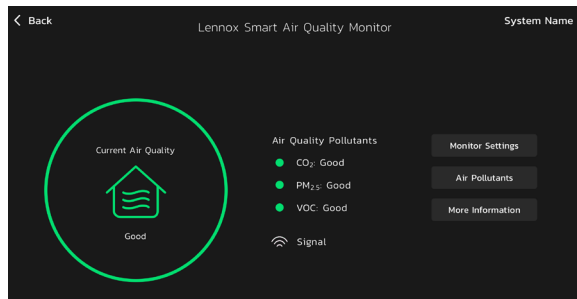 Back
Lennox Smart Air Quality Monitor
System Name
Current Air Quality
Good
Air Quality Pollutants
CO₂: Good
PM₂.₅: Good
VOC: Good
Signal
Monitor Settings
Air Pollutants
More Information